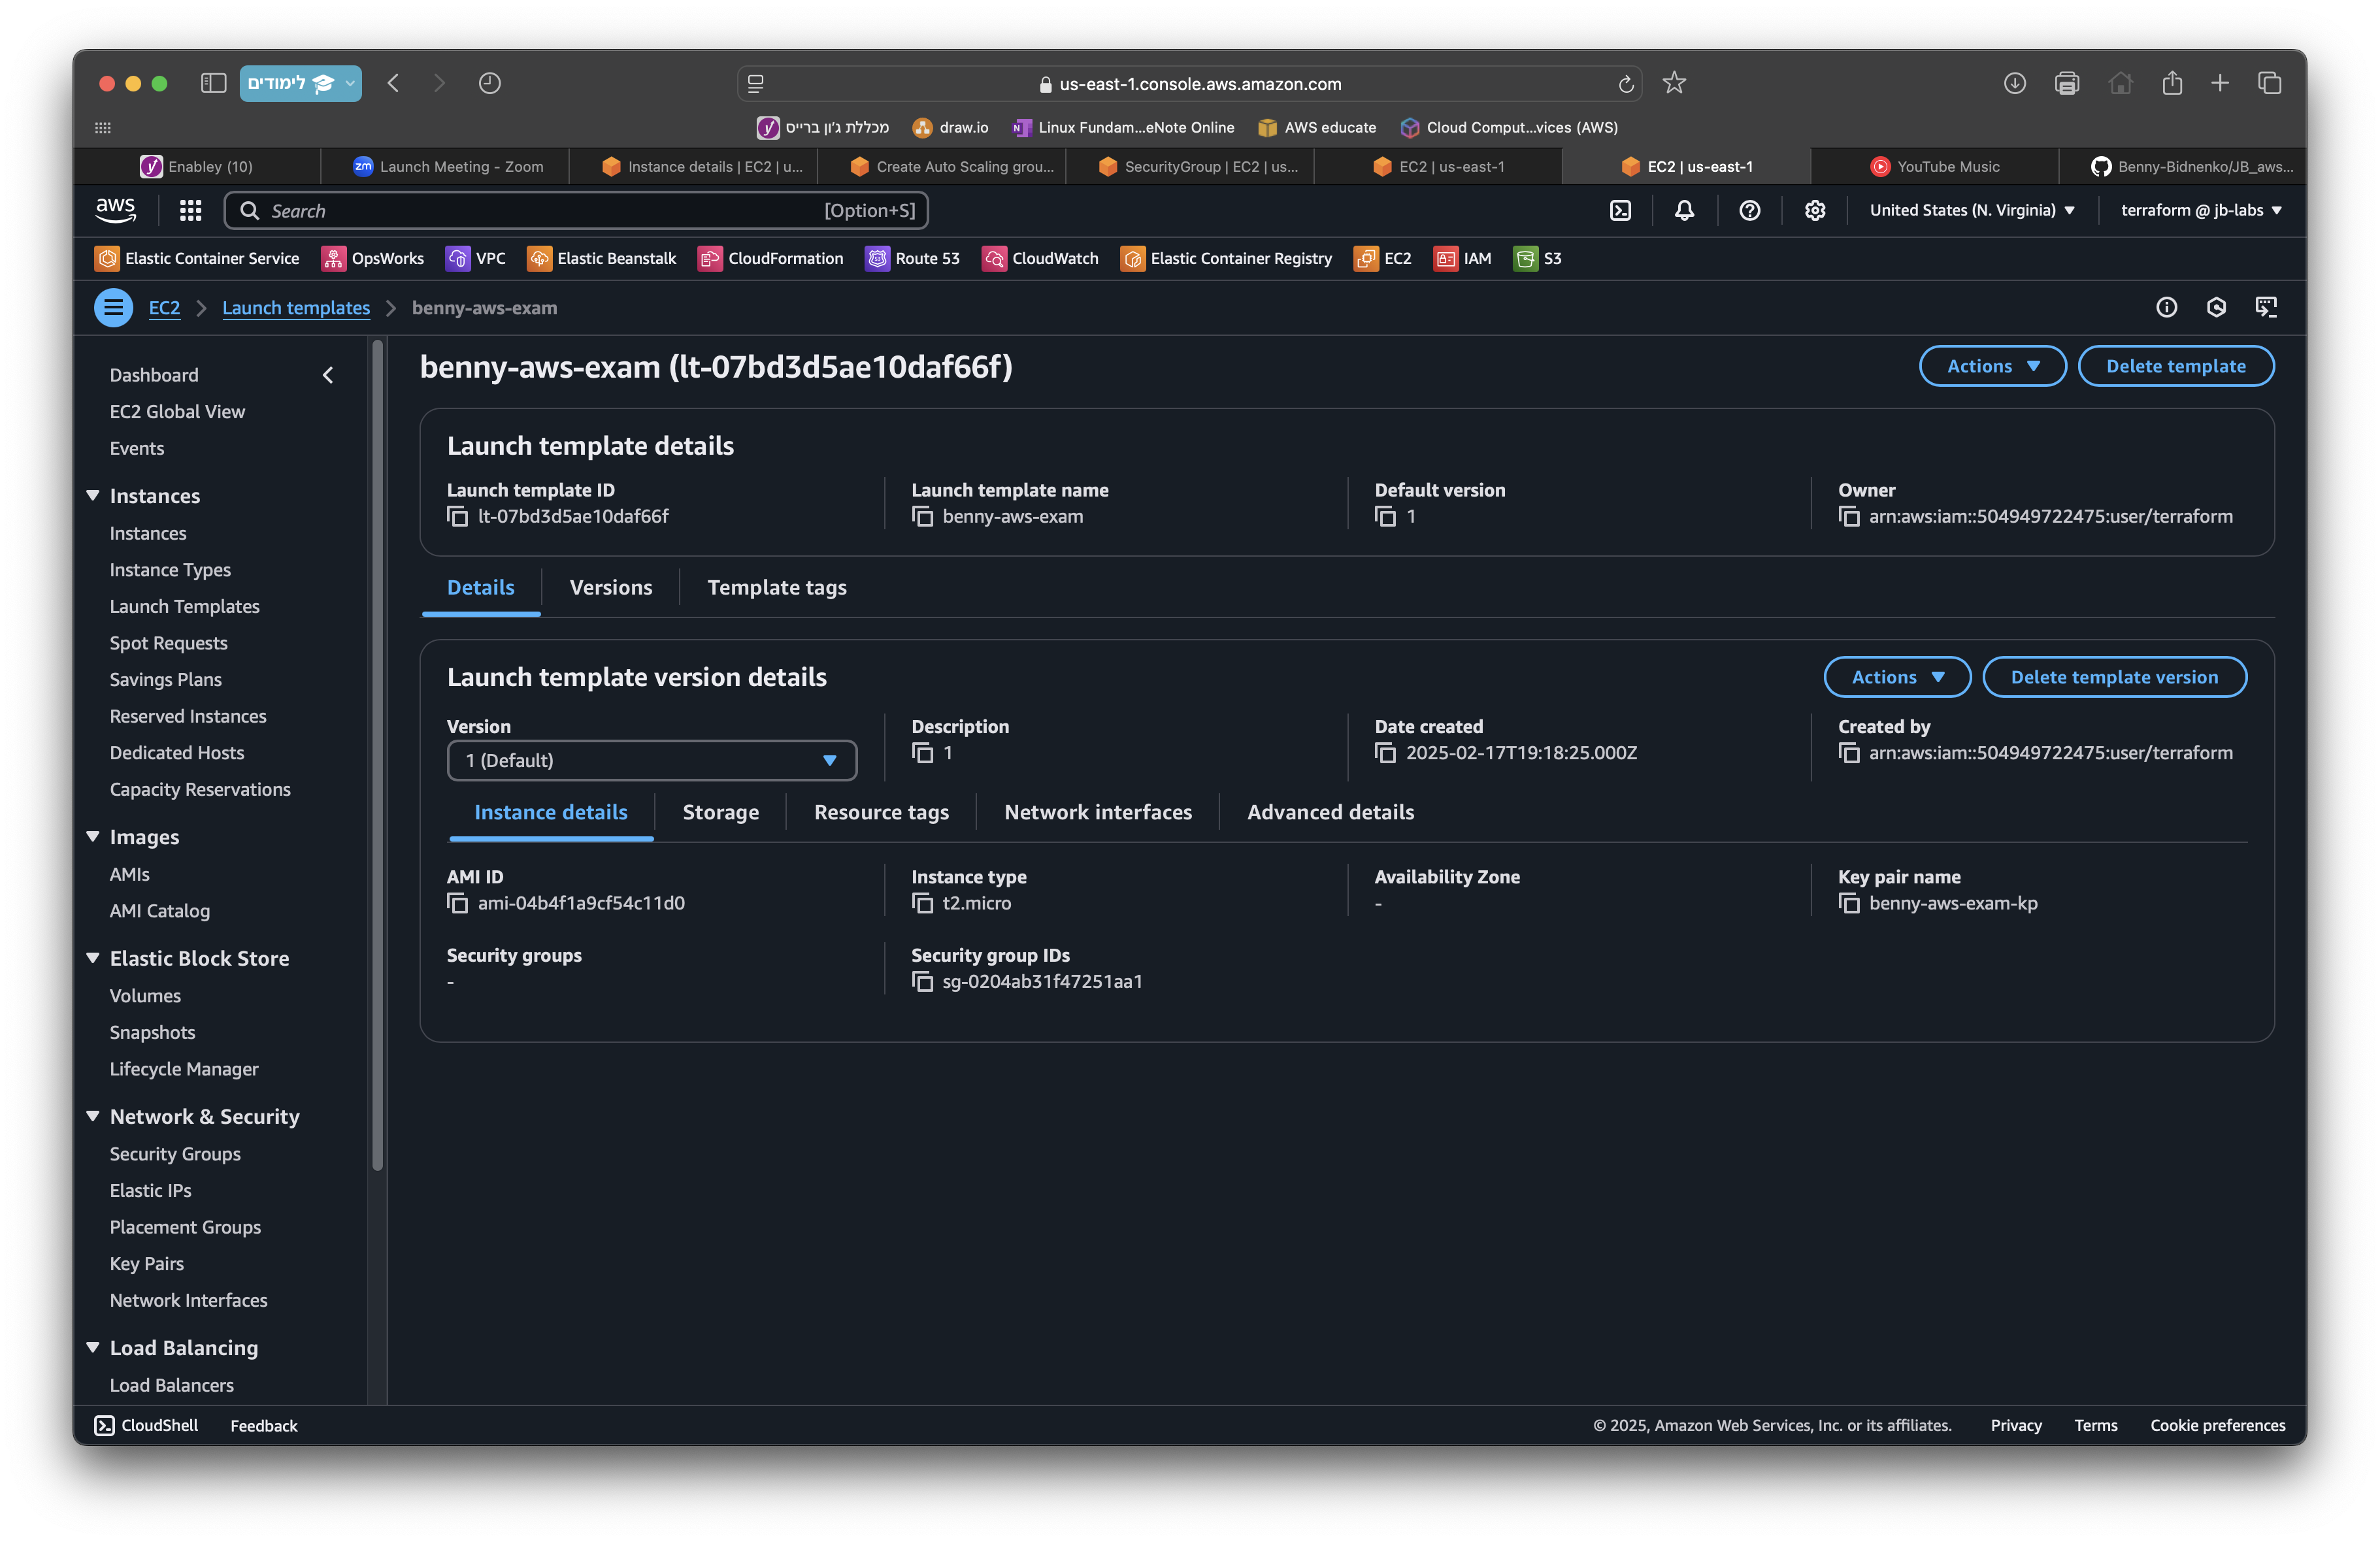 לימודים
us-east-1.console.aws.amazon.com
מכללת ג'ון ברייס
draw.io
Linux Fundam...eNote Online
AWS educate
Cloud Comput...vices (AWS)
Enabley (10)
zm Launch Meeting - Zoom
Instance details | EC2 | u...
Create Auto Scaling grou...
SecurityGroup | EC2 | us...
EC2 | us-east-1
EC2 | us-east-1
YouTube Music
Benny-Bidnenko/JB_aws...
aws
Search
[Option+S]
United States (N. Virginia)
terraform @ jb-labs
Elastic Container Service
OpsWorks
VPC
Elastic Beanstalk
CloudFormation
Route 53
CloudWatch
Elastic Container Registry
EC2
IAM
S3
EC2
Launch templates
benny-aws-exam
Dashboard
EC2 Global View
Events
Instances
Instances
Instance Types
Launch Templates
Spot Requests
Savings Plans
Reserved Instances
Dedicated Hosts
Capacity Reservations
Images
AMIs
AMI Catalog
Elastic Block Store
Volumes
Snapshots
Lifecycle Manager
Network & Security
Security Groups
Elastic IPs
Placement Groups
Key Pairs
Network Interfaces
Load Balancing
Load Balancers
benny-aws-exam (lt-07bd3d5ae10daf66f)
Actions
Delete template
Launch template details
Launch template ID
lt-07bd3d5ae10daf66f
Launch template name
benny-aws-exam
Default version
1
Owner
arn:aws:iam::504949722475:user/terraform
Details
Versions
Template tags
Launch template version details
Actions
Delete template version
Version
1 (Default)
Description
1
Date created
2025-02-17T19:18:25.000Z
Created by
arn:aws:iam::504949722475:user/terraform
Instance details
Storage
Resource tags
Network interfaces
Advanced details
AMI ID
ami-04b4f1a9cf54c11d0
Instance type
t2.micro
Availability Zone
-
Key pair name
benny-aws-exam-kp
Security groups
-
Security group IDs
sg-0204ab31f47251aa1
CloudShell
Feedback
© 2025, Amazon Web Services, Inc. or its affiliates.
Privacy
Terms
Cookie preferences